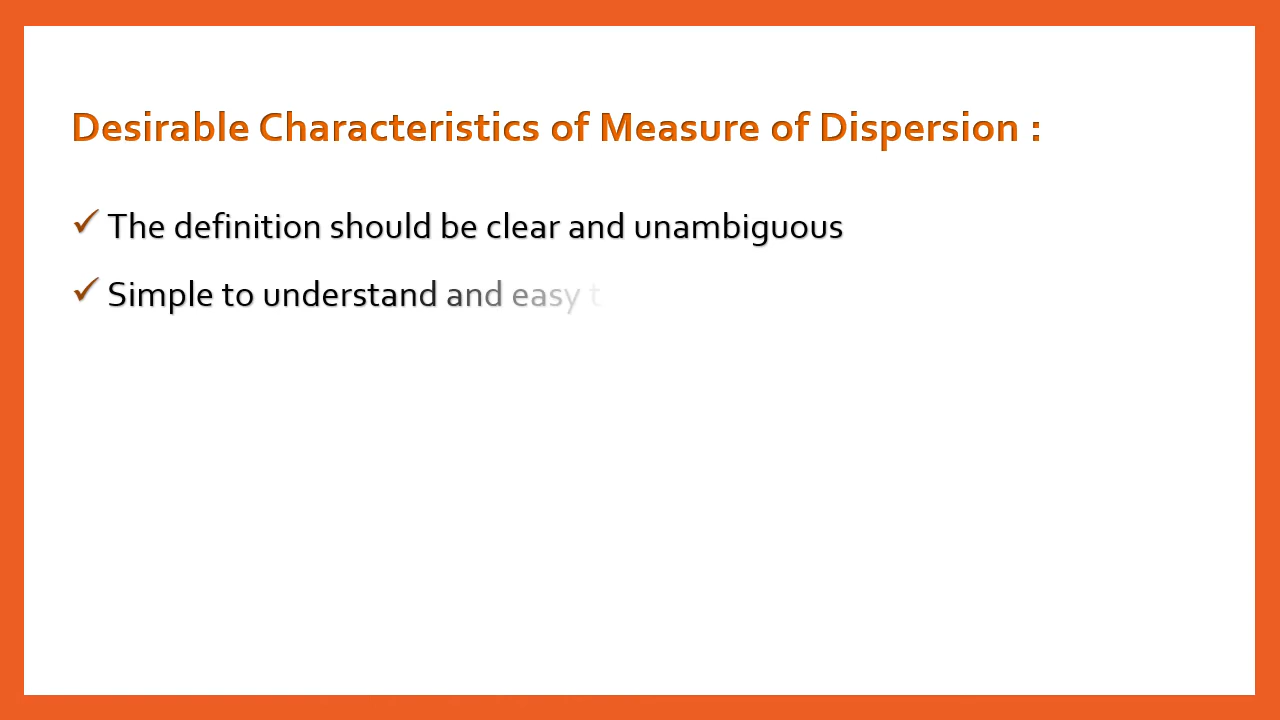 Desirable Characteristics of Measure of Dispersion :
✓ The definition should be clear and unambiguous
✓ Simple to understand and easy t